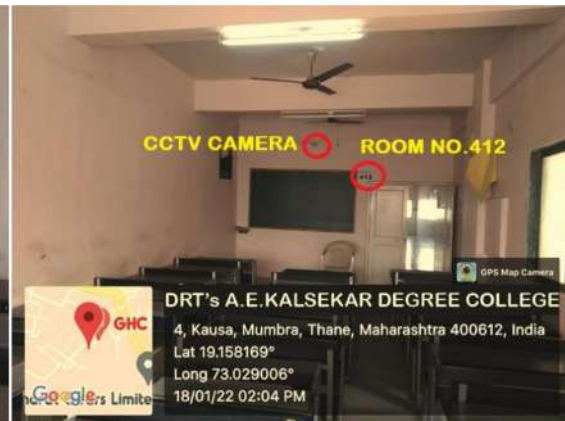 CCTV CAMERA
ROOM NO.412
412
GPS Map Camera
DRT's A.E.KALSEKAR DEGREE COLLEGE
4, Kausa, Mumbra, Thane, Maharashtra 400612, India
Lat 19.158169°
Long 73.029006°
18/01/22 02:04 PM
GHC
Google
Limite